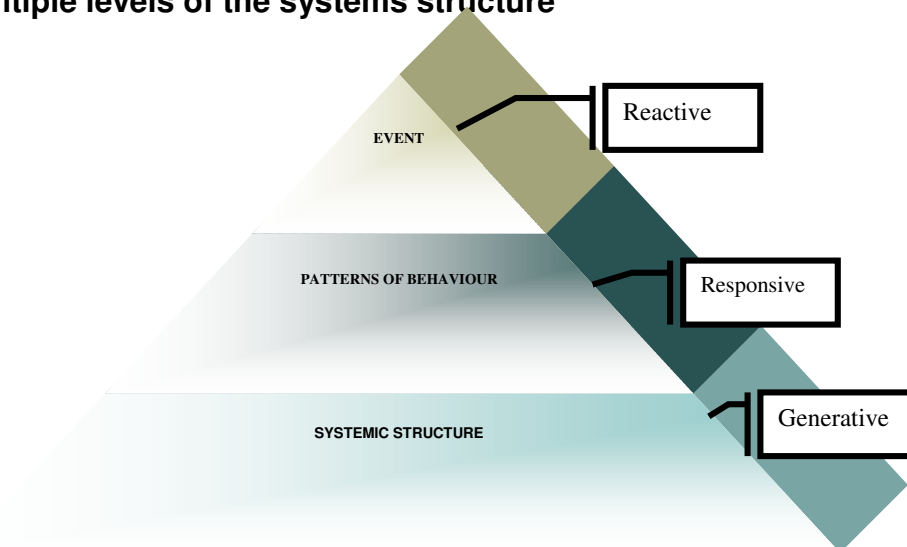 levels of the systems structure
EVENT
Reactive
PATTERNS OF BEHAVIOUR
Responsive
SYSTEMIC STRUCTURE
Generative